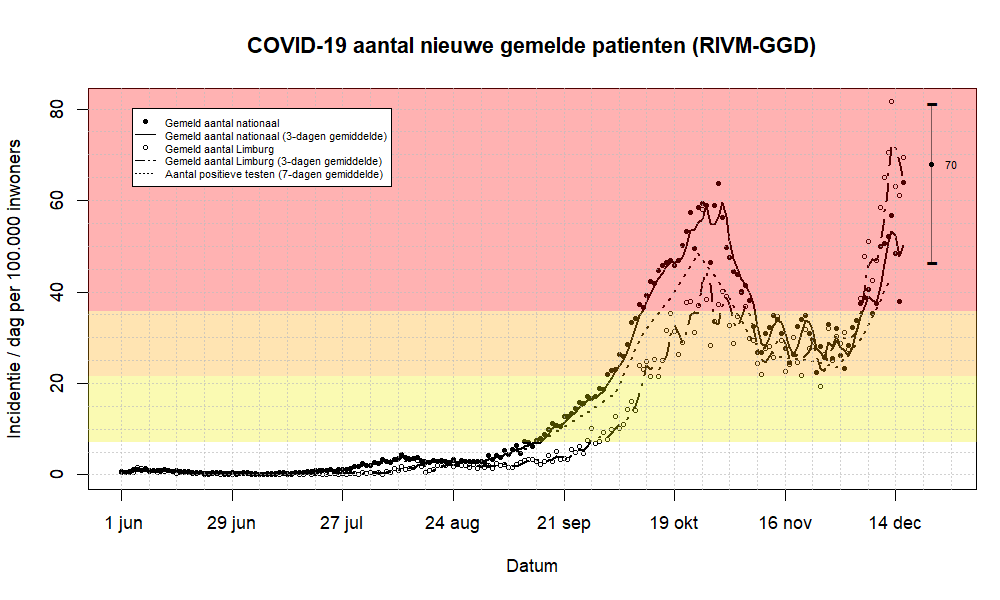 COVID-19 aantal nieuwe gemelde patienten (RIVM-GGD)
Incidentie / dag per 100.000 inwoners
80
60
40
20
0
Gemeld aantal nationaal
Gemeld aantal nationaal (3-dagen gemiddelde)
Gemeld aantal Limburg
Gemeld aantal Limburg (3-dagen gemiddelde)
Aantal positieve testen (7-dagen gemiddelde)
70
1 jun 29 jun 27 jul 24 aug 21 sep 19 okt 16 nov 14 dec
Datum